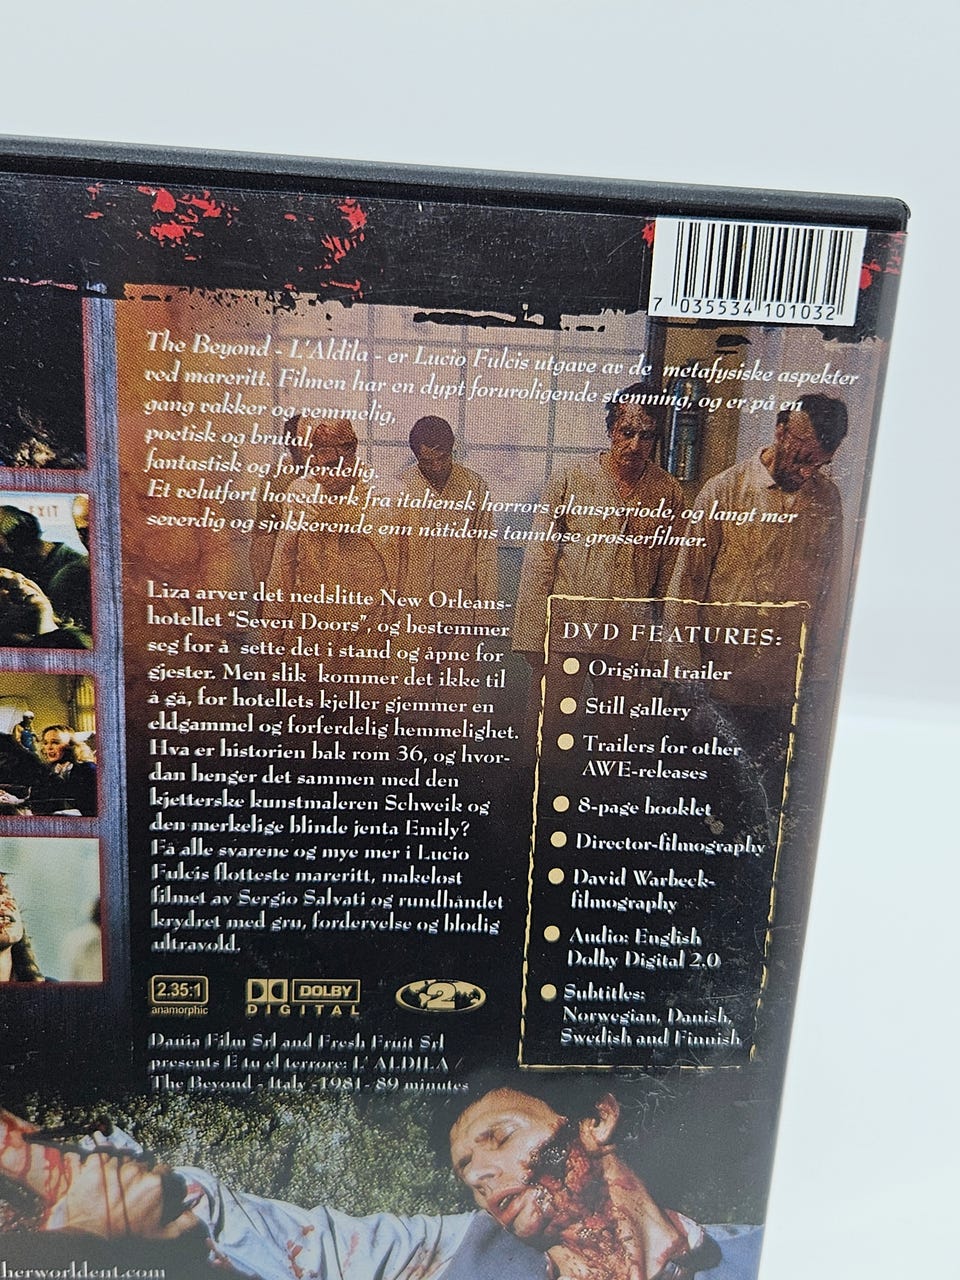 7 035534 101032
The Beyond - L'Aldila - er Lucio Fulcis utgave av de metafysiske aspekter
ved mareritt. Filmen har en dypt foruroligende stemning, og er på en
gang vakker og vemmelig,
poetisk og brutal,
fantastisk og forferdelig.
Et velutfort hovedverk fra italiensk horrors glansperiode, og langt mer
severdig og sjokkerende enn nåtidens tannlose grøsserfilmer.
EXIT
Liza arver det nedslitte New Orleans-
hotellet "Seven Doors", og bestemmer
seg for å sette det i stand og åpne for
gjester. Men slik kommer det ikke til
å gå, for hotellets kjeller gjemmer en
eldgammel og forferdelig hemmelighet.
Hva er historien bak rom 36, og hvor-
dan henger det sammen med den
kjetterske kunstmaleren Schweik og
den merkelige blinde jenta Emily?
Få alle svarene og mye mer i Lucio
Fulcis flotteste mareritt, makeløst
filmet av Sergio Salvati og rundhåndet
krydret med gru, fordervelse og blodig
ultravold.
DVD FEATURES:
Original trailer
Still gallery
Trailers for other
AWE-releases
8-page booklet
Director-filmography
David Warbeck-
filmography
Audio: English
Dolby Digital 2.0
Subtitles:
Norwegian, Danish,
Swedish and Finnish
2.35:1
anamorphic
DOLBY
DIGITAL
2
Dania Film Srl and Fresh Fruit Srl
presents E tu el terrore: L' ALDILA /
The Beyond - Italy 1981 - 89 minutes
herworldent.com